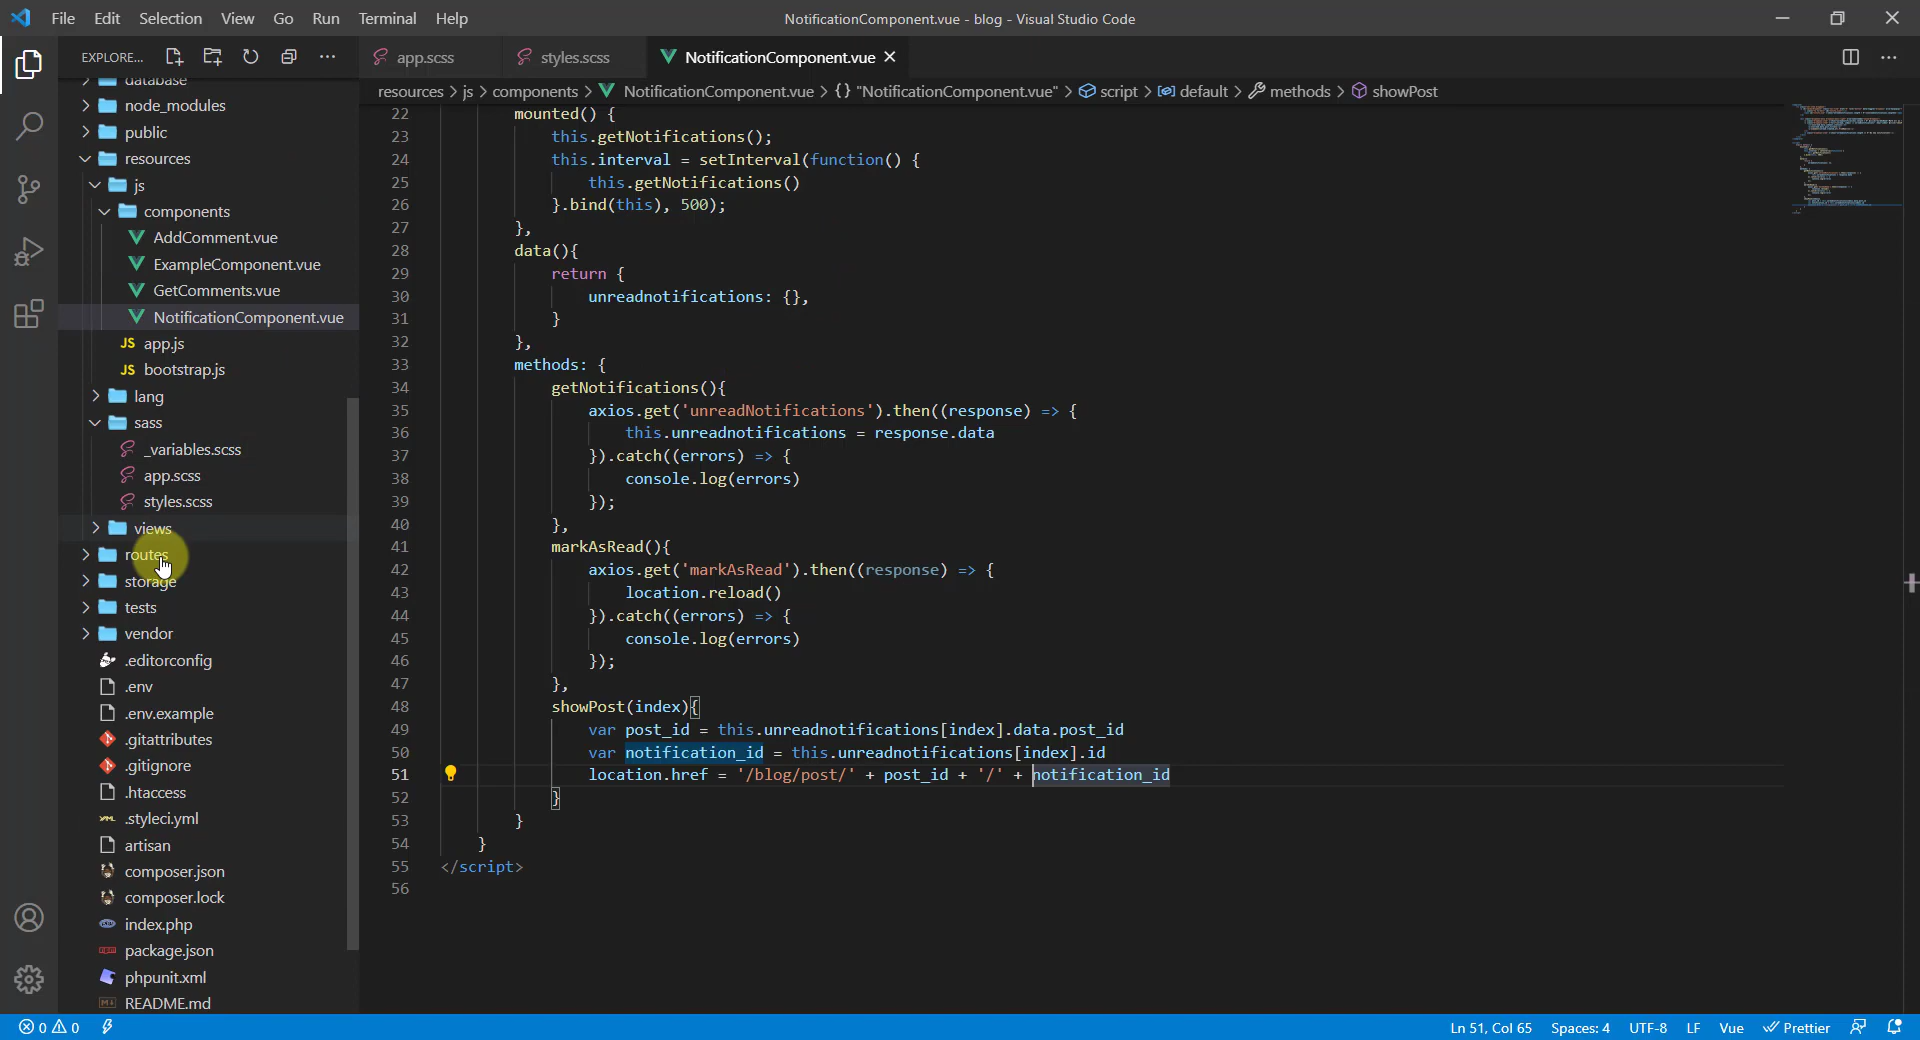 File Edit Selection View Go Run Terminal Help
NotificationComponent.vue - blog - Visual Studio Code
EXPLORE...
app.scss
styles.scss
NotificationComponent.vue
resources > js > components > NotificationComponent.vue > {} "NotificationComponent.vue" > script > default > methods > showPost
database
node_modules
public
resources
js
components
AddComment.vue
ExampleComponent.vue
GetComments.vue
NotificationComponent.vue
JS app.js
JS bootstrap.js
lang
sass
_variables.scss
app.scss
styles.scss
views
routes
storage
tests
vendor
.editorconfig
.env
.env.example
.gitattributes
.gitignore
.htaccess
.styleci.yml
artisan
composer.json
composer.lock
index.php
package.json
phpunit.xml
README.md
22 mounted() {
23 this.getNotifications();
24 this.interval = setInterval(function() {
25 this.getNotifications()
26 }.bind(this), 500);
27 },
28 data(){
29 return {
30 unreadnotifications: {},
31 }
32 },
33 methods: {
34 getNotifications(){
35 axios.get('unreadNotifications').then((response) => {
36 this.unreadnotifications = response.data
37 }).catch((errors) => {
38 console.log(errors)
39 });
40 },
41 markAsRead(){
42 axios.get('markAsRead').then((response) => {
43 location.reload()
44 }).catch((errors) => {
45 console.log(errors)
46 });
47 },
48 showPost(index){
49 var post_id = this.unreadnotifications[index].data.post_id
50 var notification_id = this.unreadnotifications[index].id
51 location.href = '/blog/post/' + post_id + '/' + notification_id
52 }
53 }
54 }
55 </script>
56
0 0
Ln 51, Col 65 Spaces: 4 UTF-8 LF Vue Prettier